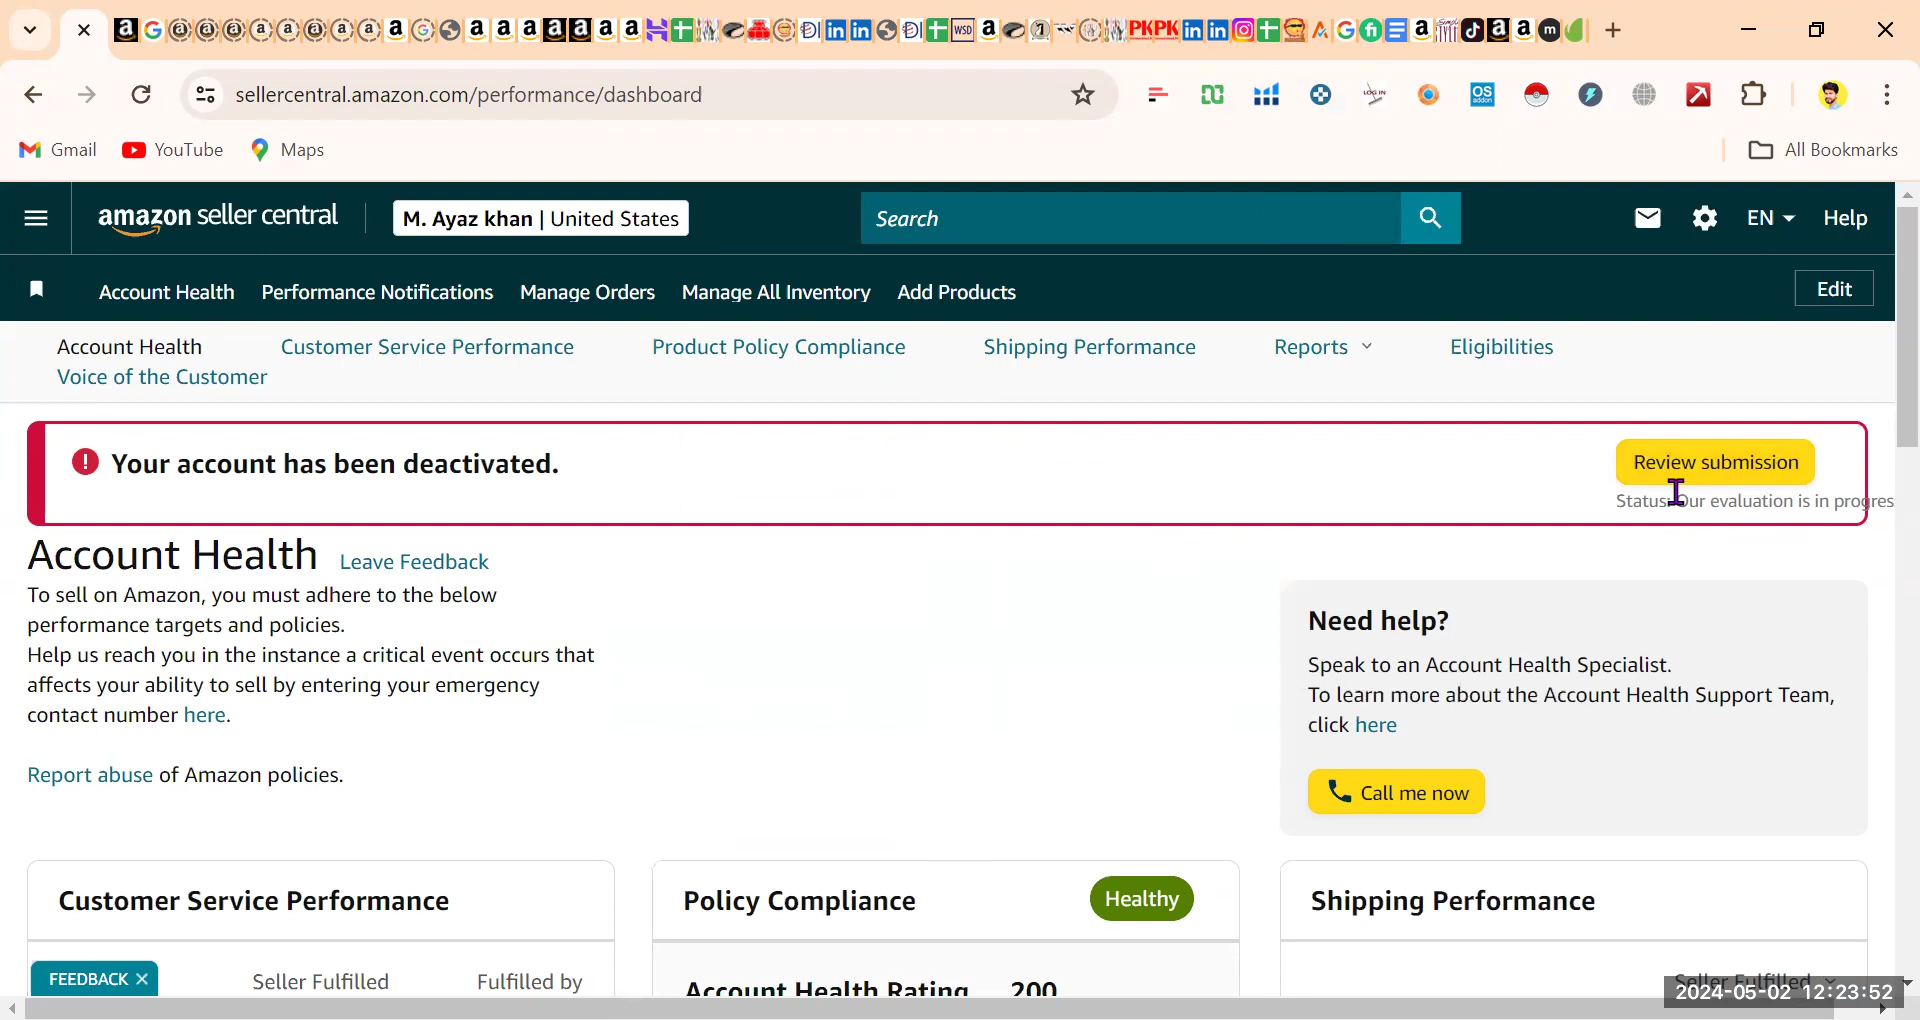 sellercentral.amazon.com/performance/dashboard
Gmail YouTube Maps All Bookmarks
amazon seller central M. Ayaz khan | United States Search EN Help
Account Health Performance Notifications Manage Orders Manage All Inventory Add Products Edit
Account Health Customer Service Performance Product Policy Compliance Shipping Performance Reports Eligibilities
Voice of the Customer
Your account has been deactivated. Review submission
Status: Our evaluation is in progres
Account Health Leave Feedback
To sell on Amazon, you must adhere to the below
performance targets and policies.
Help us reach you in the instance a critical event occurs that
affects your ability to sell by entering your emergency
contact number here.
Report abuse of Amazon policies.
Need help?
Speak to an Account Health Specialist.
To learn more about the Account Health Support Team,
click here
Call me now
Customer Service Performance
FEEDBACK Seller Fulfilled Fulfilled by
Policy Compliance Healthy
Account Health Rating 200
Shipping Performance
Seller Fulfilled
2024-05-02 12:23:52